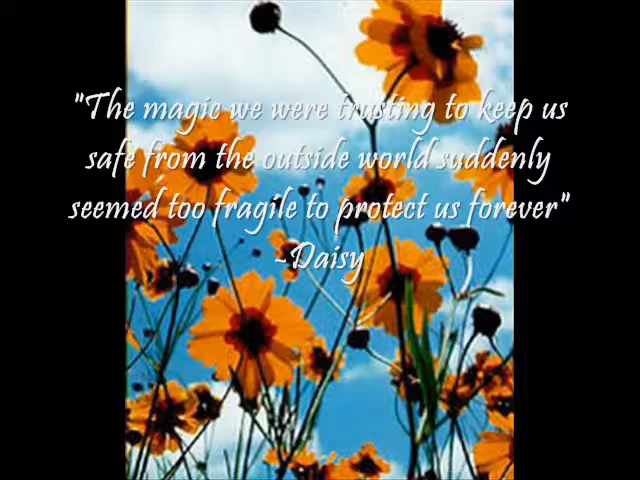 "The magic we were trusting to keep us
safe from the outside world suddenly
seemed too fragile to protect us forever"
~Daisy